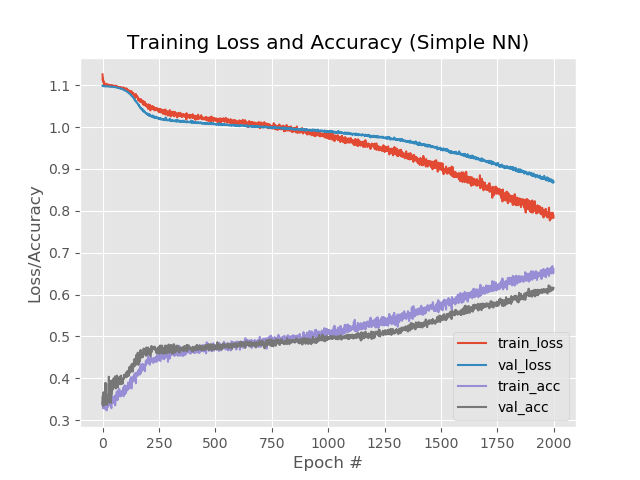 Training Loss and Accuracy (Simple NN)
1.1
1.0
0.9
0.8
0.7
0.6
0.5
0.4
0.3
Loss/Accuracy
train_loss
val_loss
train_acc
val_acc
0 250 500 750 1000 1250 1500 1750 2000
Epoch #